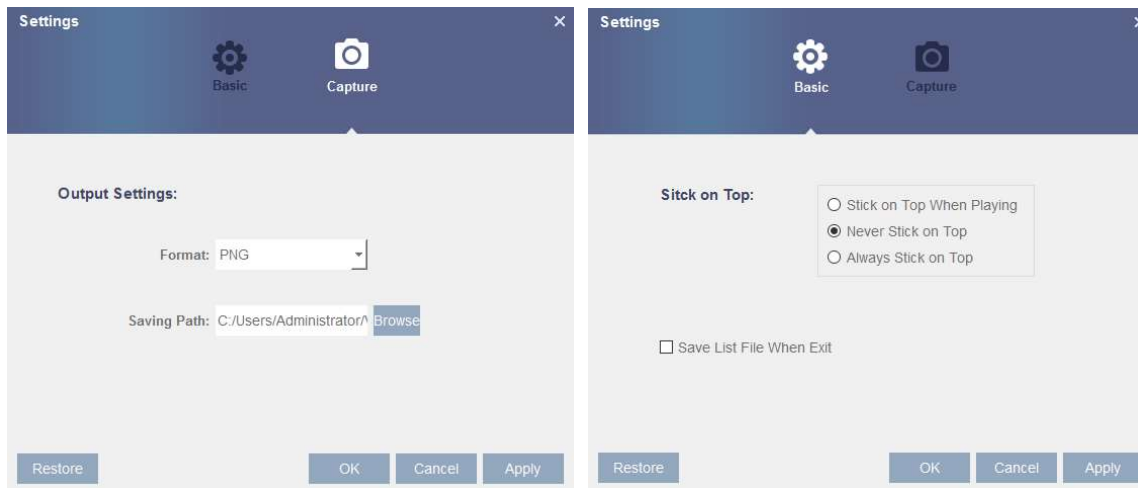 Settings
Basic
Capture
Output Settings:
Format: PNG
Saving Path: C:/Users/Administrator/ Browse
Restore
OK
Cancel
Apply
Settings
Basic
Capture
Sitck on Top:
Stick on Top When Playing
Never Stick on Top
Always Stick on Top
Save List File When Exit
Restore
OK
Cancel
Apply